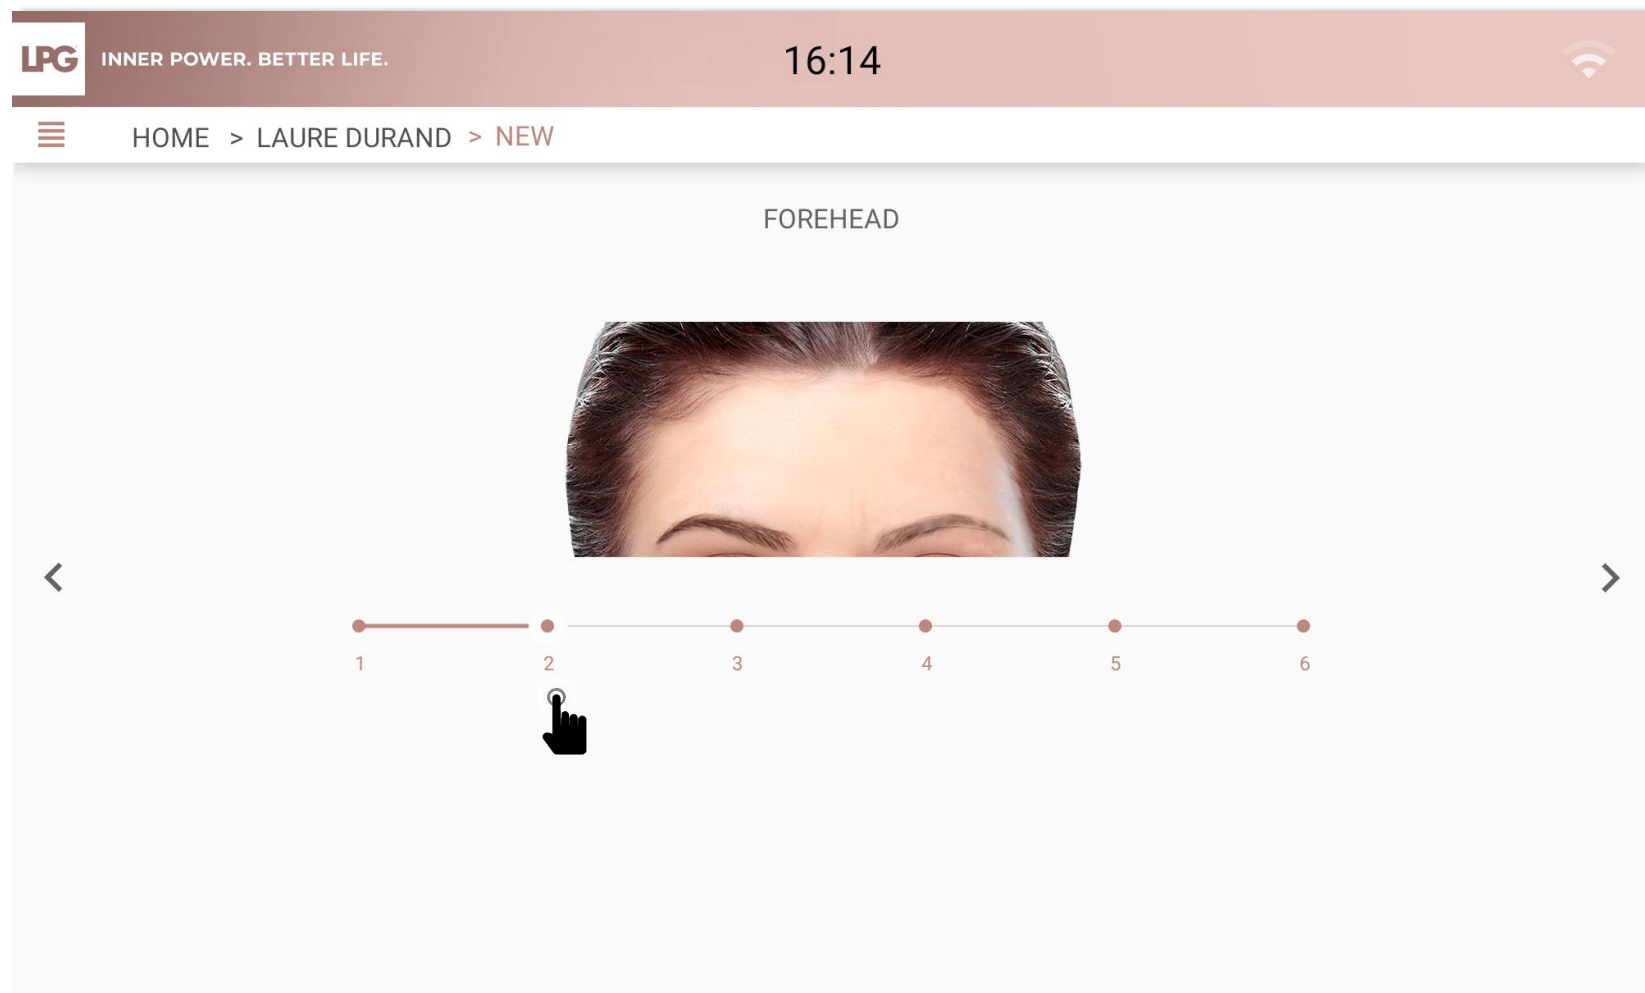 LPG INNER POWER. BETTER LIFE. 16:14
HOME > LAURE DURAND > NEW
FOREHEAD
1 2 3 4 5 6